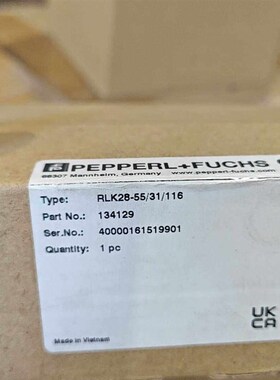 PEPPERL+FUCHS
68307 Mannheim, Germany www.pepperl-fuchs.com
Type: RLK28-55/31/116
Part No.: 134129
Ser.No.: 40000161519901
Quantity: 1 pc
UK
CA
Made in Vietnam